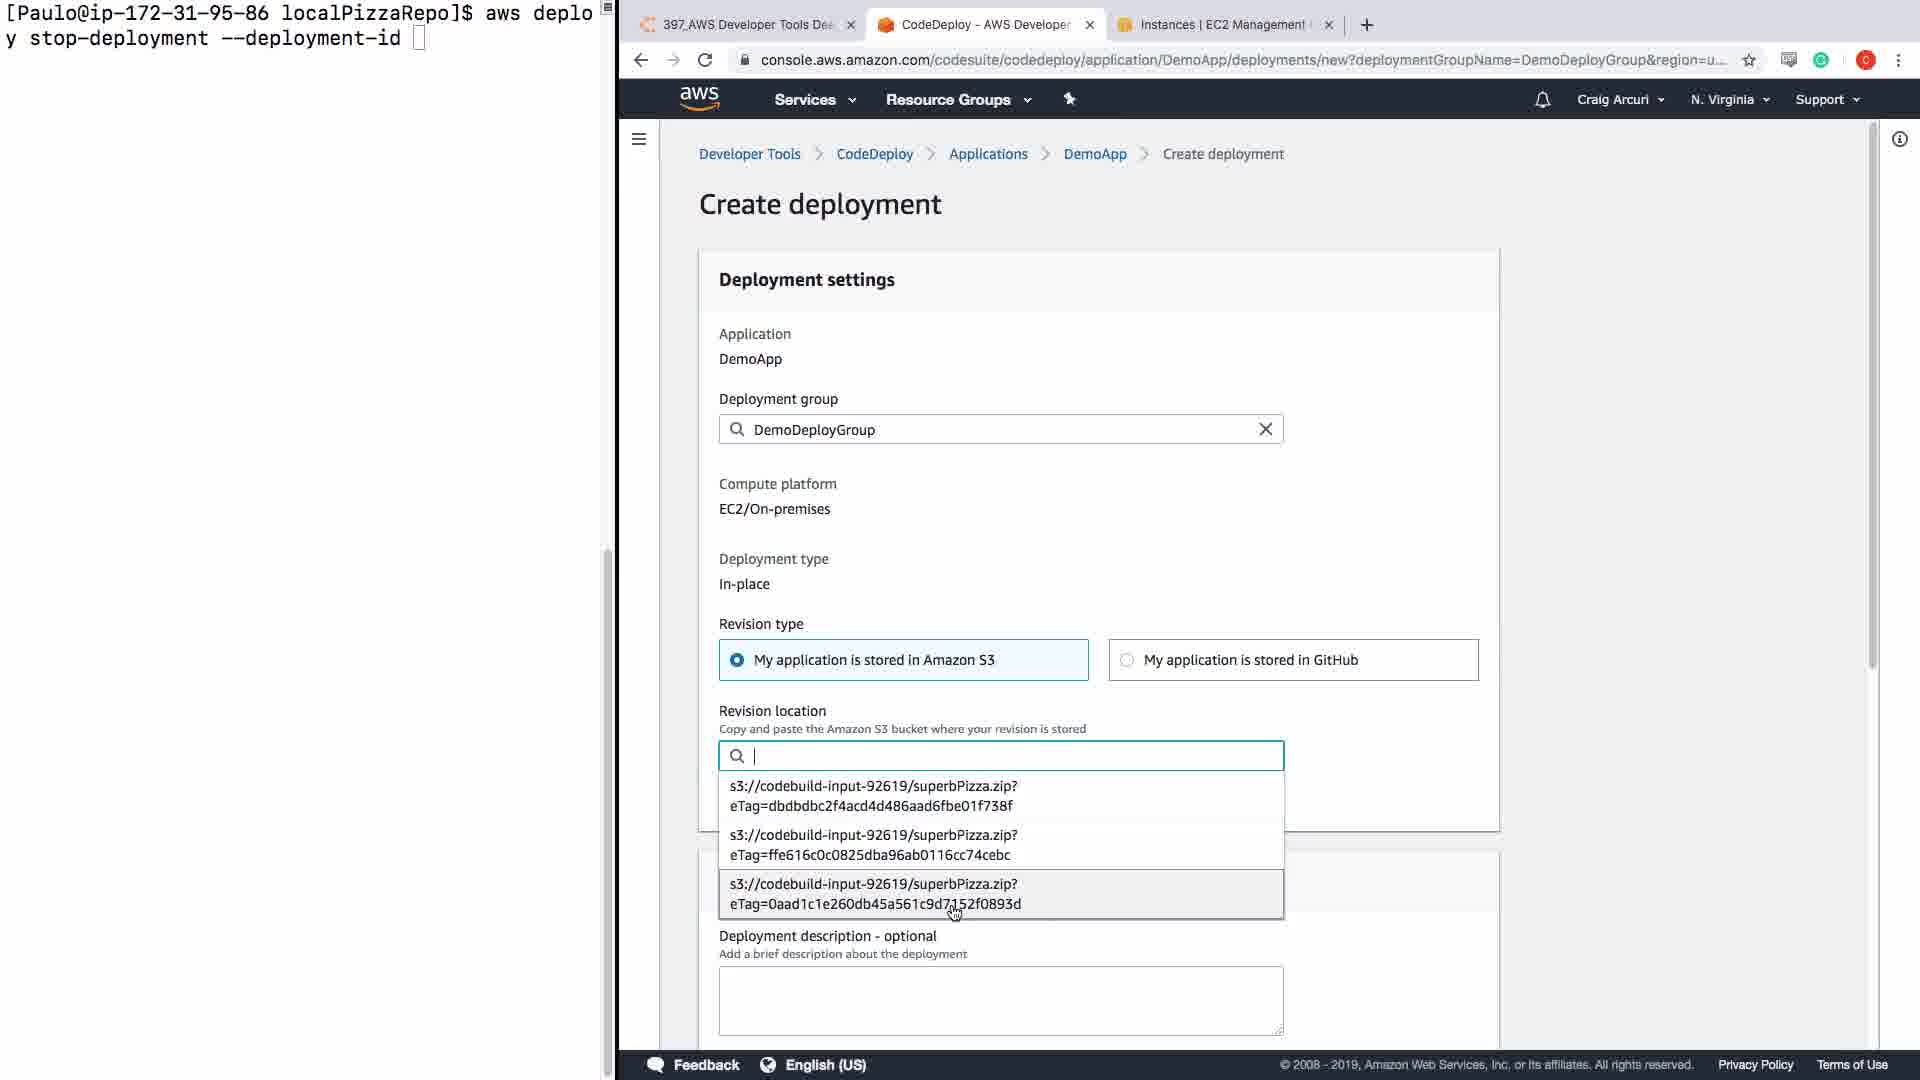 [Paulo@ip-172-31-95-86 localPizzaRepo]$ aws deplo
y stop-deployment --deployment-id
397_AWS Developer Tools De
CodeDeploy - AWS Developer
Instances | EC2 Management
console.aws.amazon.com/codesuite/codedeploy/application/DemoApp/deployments/new?deploymentGroupName=DemoDeployGroup&region=u...
C
aws
Services
Resource Groups
Craig Arcuri
N. Virginia
Support
Developer Tools
CodeDeploy
Applications
DemoApp
Create deployment
Create deployment
Deployment settings
Application
DemoApp
Deployment group
DemoDeployGroup
Compute platform
EC2/On-premises
Deployment type
In-place
Revision type
My application is stored in Amazon S3
My application is stored in GitHub
Revision location
Copy and paste the Amazon S3 bucket where your revision is stored
s3://codebuild-input-92619/superbPizza.zip?
eTag=dbdbdbc2f4acd4d486aad6fbe01f738f
s3://codebuild-input-92619/superbPizza.zip?
eTag=ffe616c0c0825dba96ab0116cc74cebc
s3://codebuild-input-92619/superbPizza.zip?
eTag=0aad1c1e260db45a561c9d7152f0893d
Deployment description - optional
Add a brief description about the deployment
Feedback
English (US)
© 2008 - 2019, Amazon Web Services, Inc. or its affiliates. All rights reserved.
Privacy Policy
Terms of Use